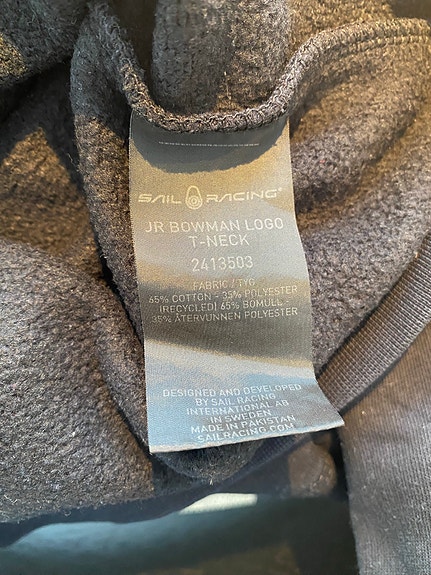 SAIL RACING®
JR BOWMAN LOGO
T-NECK
2413503
FABRIC / TYG
65% COTTON - 35% POLYESTER
(RECYCLED) 65% BOMULL -
35% ÅTERVUNNEN POLYESTER
DESIGNED AND DEVELOPED
BY SAIL RACING
INTERNATIONAL AB
IN SWEDEN
MADE IN PAKISTAN
SAILRACING.COM